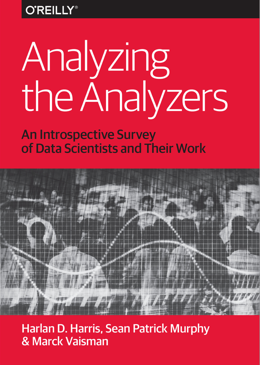 O'REILLY®
Analyzing
the Analyzers
An Introspective Survey
of Data Scientists and Their Work
Harlan D. Harris, Sean Patrick Murphy
& Marck Vaisman